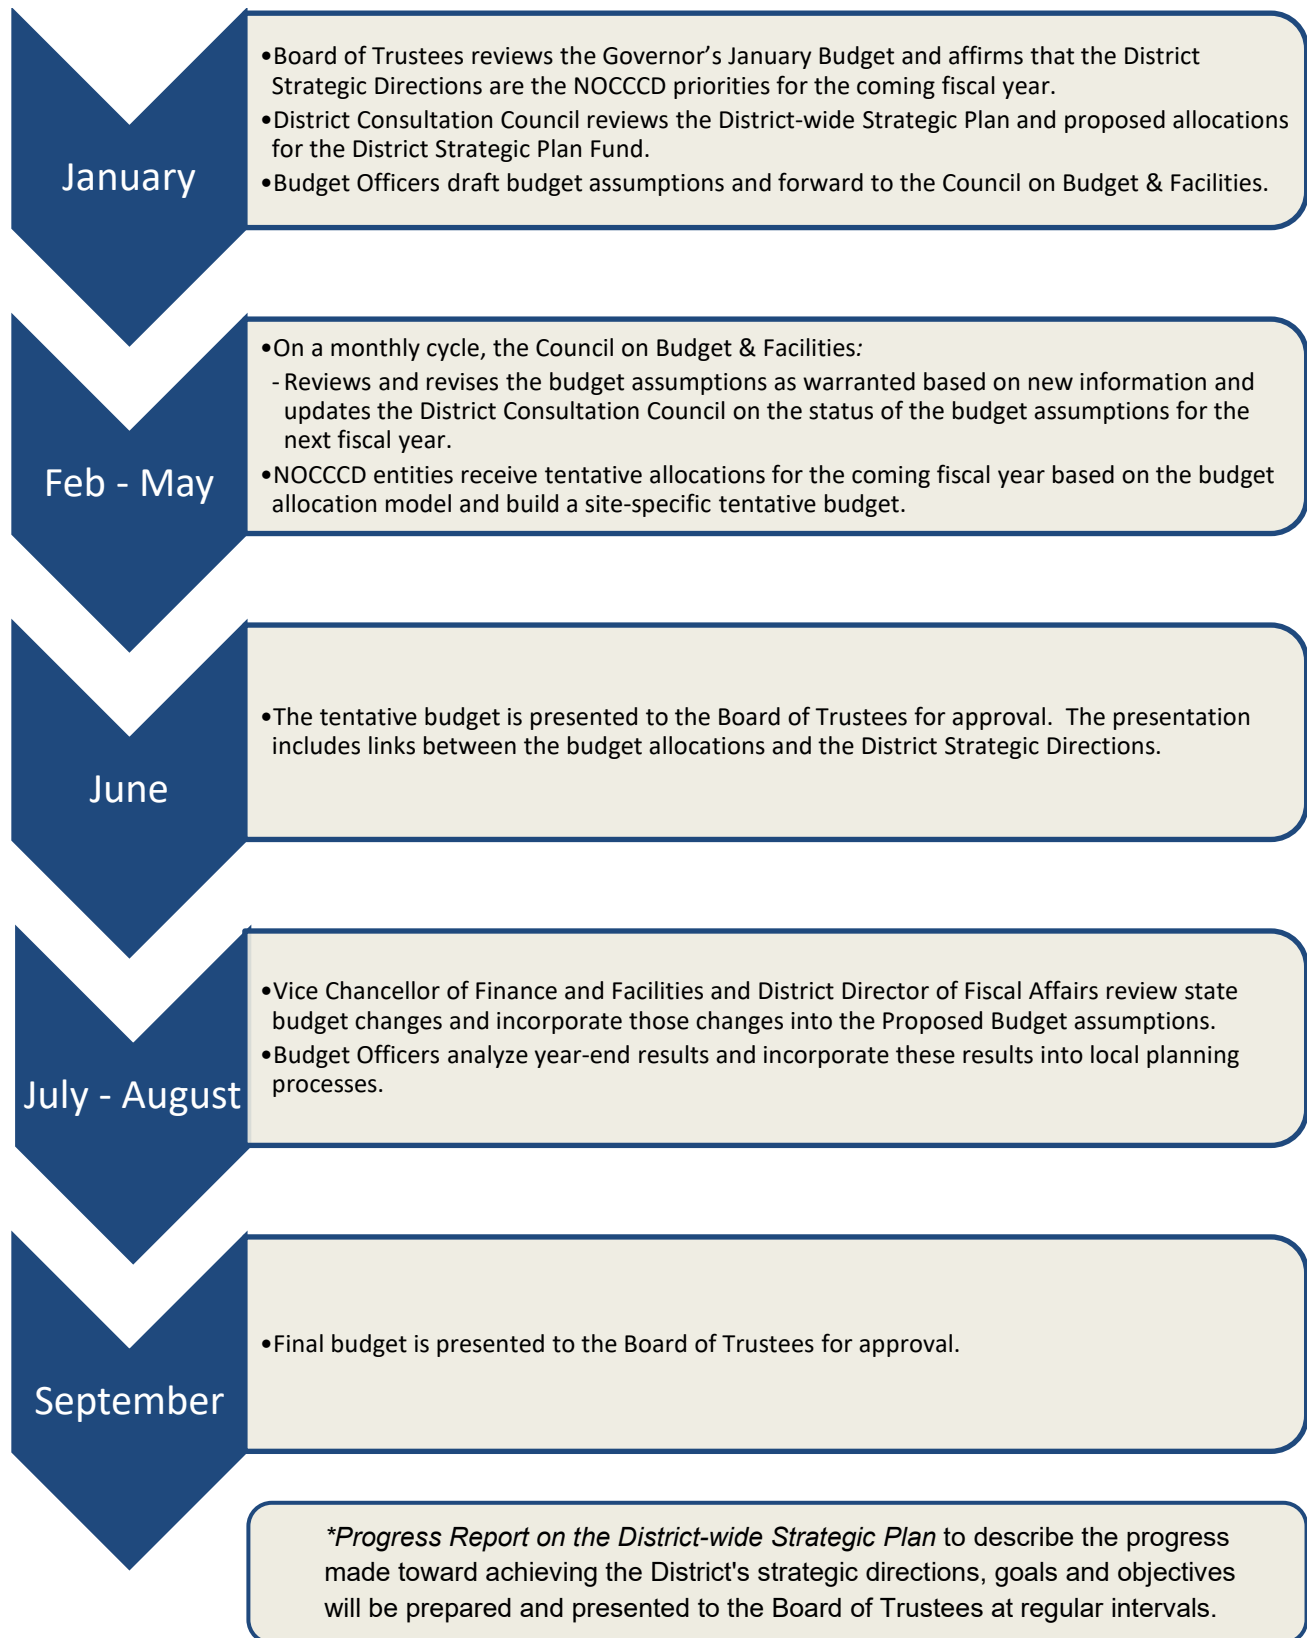 January
•Board of Trustees reviews the Governor’s January Budget and affirms that the District
Strategic Directions are the NOCCCD priorities for the coming fiscal year.
•District Consultation Council reviews the District-wide Strategic Plan and proposed allocations
for the District Strategic Plan Fund.
•Budget Officers draft budget assumptions and forward to the Council on Budget & Facilities.
Feb - May
•On a monthly cycle, the Council on Budget & Facilities:
- Reviews and revises the budget assumptions as warranted based on new information and
updates the District Consultation Council on the status of the budget assumptions for the
next fiscal year.
•NOCCCD entities receive tentative allocations for the coming fiscal year based on the budget
allocation model and build a site-specific tentative budget.
June
•The tentative budget is presented to the Board of Trustees for approval.  The presentation
includes links between the budget allocations and the District Strategic Directions.
July - August
•Vice Chancellor of Finance and Facilities and District Director of Fiscal Affairs review state
budget changes and incorporate those changes into the Proposed Budget assumptions.
•Budget Officers analyze year-end results and incorporate these results into local planning
processes.
September
•Final budget is presented to the Board of Trustees for approval.
*Progress Report on the District-wide Strategic Plan to describe the progress
made toward achieving the District's strategic directions, goals and objectives
will be prepared and presented to the Board of Trustees at regular intervals.